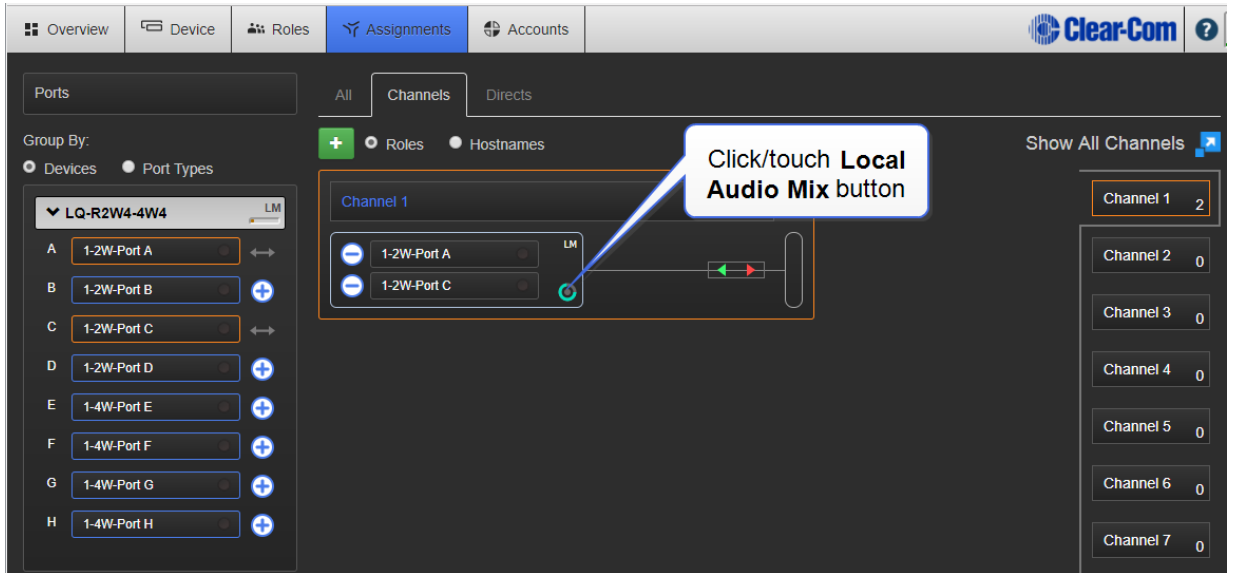 Overview
Device
Roles
Assignments
Accounts
Clear-Com
?
Ports
All
Channels
Directs
Group By:
Devices
Port Types
+
Roles
Hostnames
Click/touch Local
Audio Mix button
Show All Channels
LQ-R2W4-4W4
LM
A
1-2W-Port A
B
1-2W-Port B
C
1-2W-Port C
D
1-2W-Port D
E
1-4W-Port E
F
1-4W-Port F
G
1-4W-Port G
H
1-4W-Port H
Channel 1
1-2W-Port A
LM
1-2W-Port C
Channel 1 2
Channel 2 0
Channel 3 0
Channel 4 0
Channel 5 0
Channel 6 0
Channel 7 0